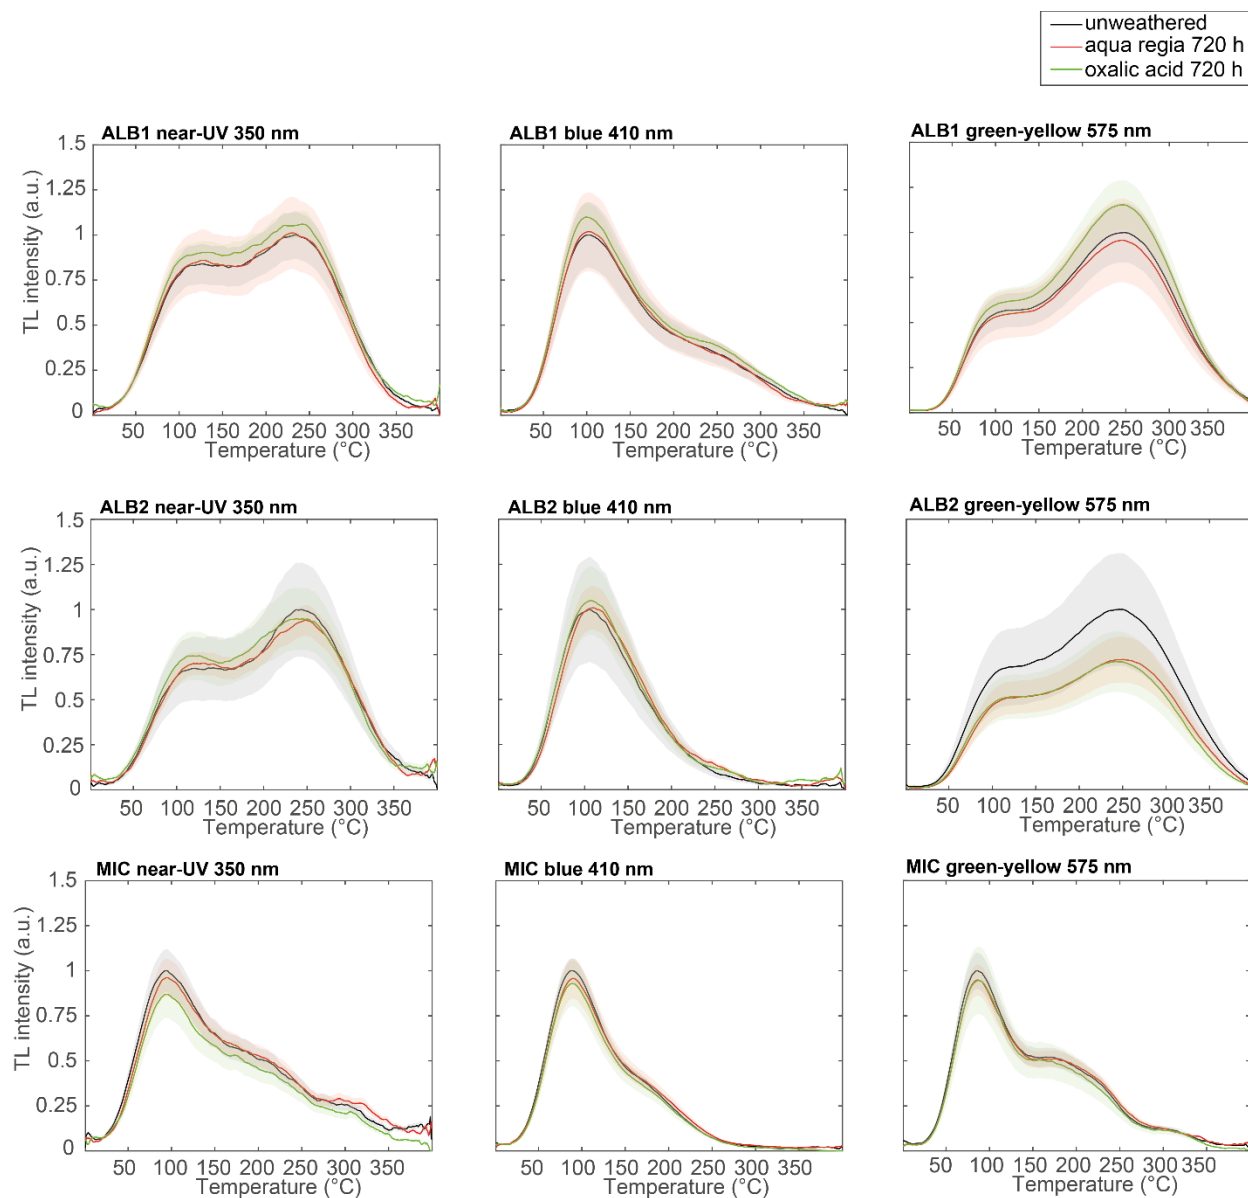 unweathered
aqua regia 720 h
oxalic acid 720 h
ALB1 near-UV 350 nm
ALB1 blue 410 nm
ALB1 green-yellow 575 nm
1.5
1.25
1
0.75
0.5
0.25
0
TL intensity (a.u.)
50 100 150 200 250 300 350
50 100 150 200 250 300 350
50 100 150 200 250 300 350
Temperature (°C)
Temperature (°C)
Temperature (°C)
ALB2 near-UV 350 nm
ALB2 blue 410 nm
ALB2 green-yellow 575 nm
1.5
1.25
1
0.75
0.5
0.25
0
TL intensity (a.u.)
50 100 150 200 250 300 350
50 100 150 200 250 300 350
50 100 150 200 250 300 350
Temperature (°C)
Temperature (°C)
Temperature (°C)
MIC near-UV 350 nm
MIC blue 410 nm
MIC green-yellow 575 nm
1.5
1.25
1
0.75
0.5
0.25
0
TL intensity (a.u.)
50 100 150 200 250 300 350
50 100 150 200 250 300 350
50 100 150 200 250 300 350
Temperature (°C)
Temperature (°C)
Temperature (°C)